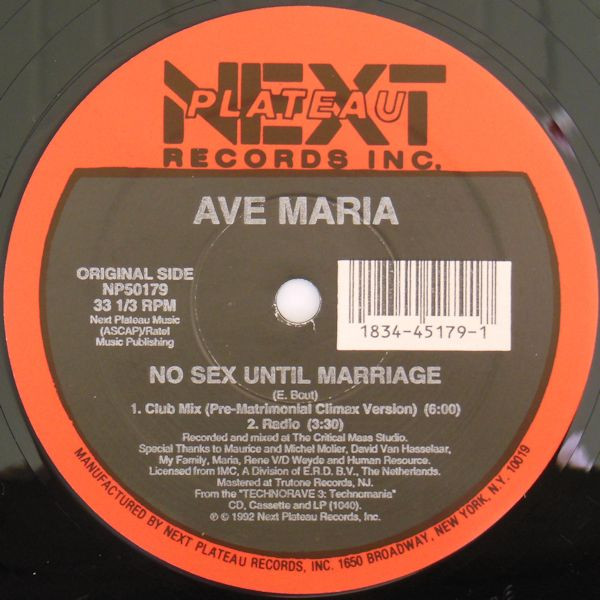 NEXT
PLATEAU
RECORDS INC.
AVE MARIA
ORIGINAL SIDE
NP50179
33 1/3 RPM
Next Plateau Music
(ASCAP)/Ratel
Music Publishing
1834-45179-1
NO SEX UNTIL MARRIAGE
(E. Bout)
1. Club Mix (Pre-Matrimonial Climax Version) (6:00)
2. Radio (3:30)
Recorded and mixed at The Critical Mass Studio.
Special Thanks to Maurice and Michel Molier, David Van Hasselaar,
My Family, Maria, Rene V/D Weyde and Human Resource.
Licensed from IMC, A Division of E.R.D. B.V., The Netherlands.
Mastered at Trutone Records, NJ.
From the "TECHNORAVE 3: Technomania"
CD, Cassette and LP (1040).
℗ © 1992 Next Plateau Records, Inc.
MANUFACTURED BY NEXT PLATEAU RECORDS, INC. 1650 BROADWAY, NEW YORK, N.Y. 10019